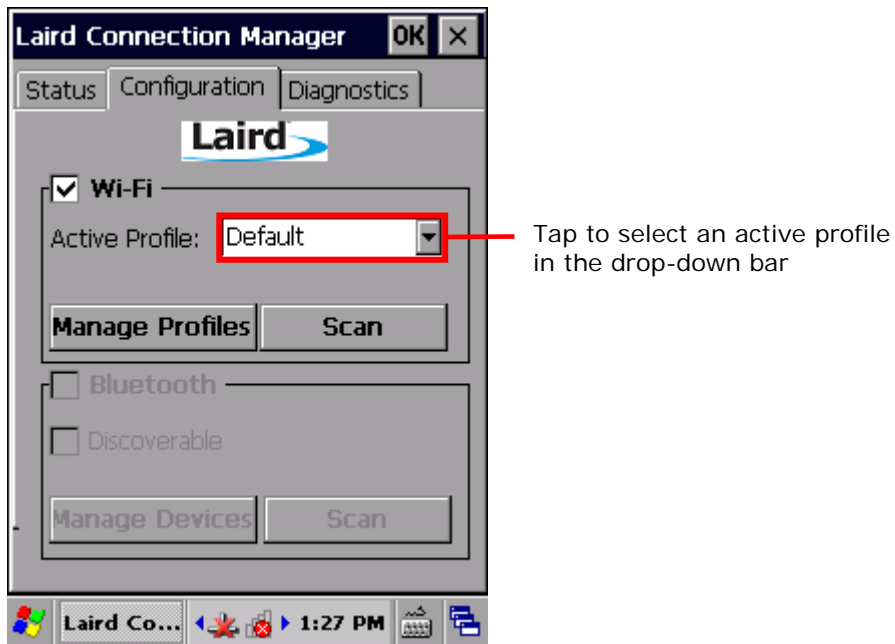 Laird Connection Manager OK ×
Status Configuration Diagnostics
Laird
Wi-Fi
Active Profile: Default
Tap to select an active profile
in the drop-down bar
Manage Profiles Scan
Bluetooth
Discoverable
Manage Devices Scan
Laird Co... 1:27 PM